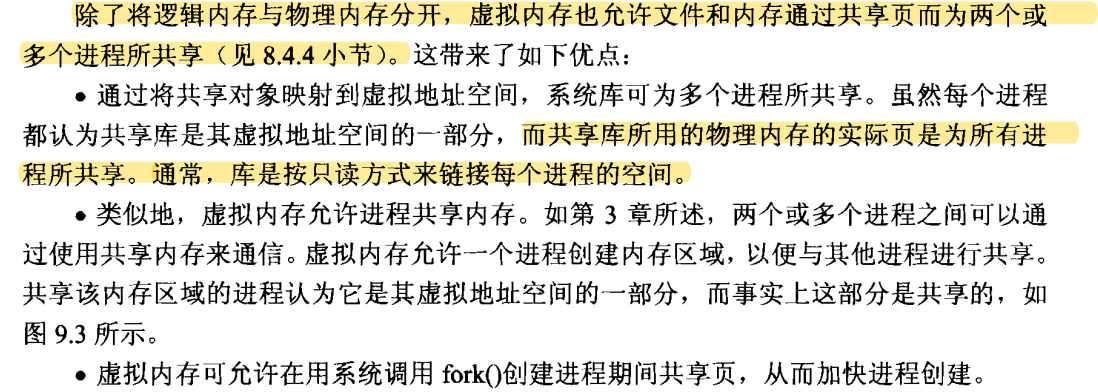 除了将逻辑内存与物理内存分开，虚拟内存也允许文件和内存通过共享页而为两个或
多个进程所共享（见 8.4.4 小节）。这带来了如下优点：
● 通过将共享对象映射到虚拟地址空间，系统库可为多个进程所共享。虽然每个进程
都认为共享库是其虚拟地址空间的一部分，而共享库所用的物理内存的实际页是为所有进
程所共享。通常，库是按只读方式来链接每个进程的空间。
● 类似地，虚拟内存允许进程共享内存。如第 3 章所述，两个或多个进程之间可以通
过使用共享内存来通信。虚拟内存允许一个进程创建内存区域，以便与其他进程进行共享。
共享该内存区域的进程认为它是其虚拟地址空间的一部分，而事实上这部分是共享的，如
图 9.3 所示。
● 虚拟内存可允许在用系统调用 fork()创建进程期间共享页，从而加快进程创建。